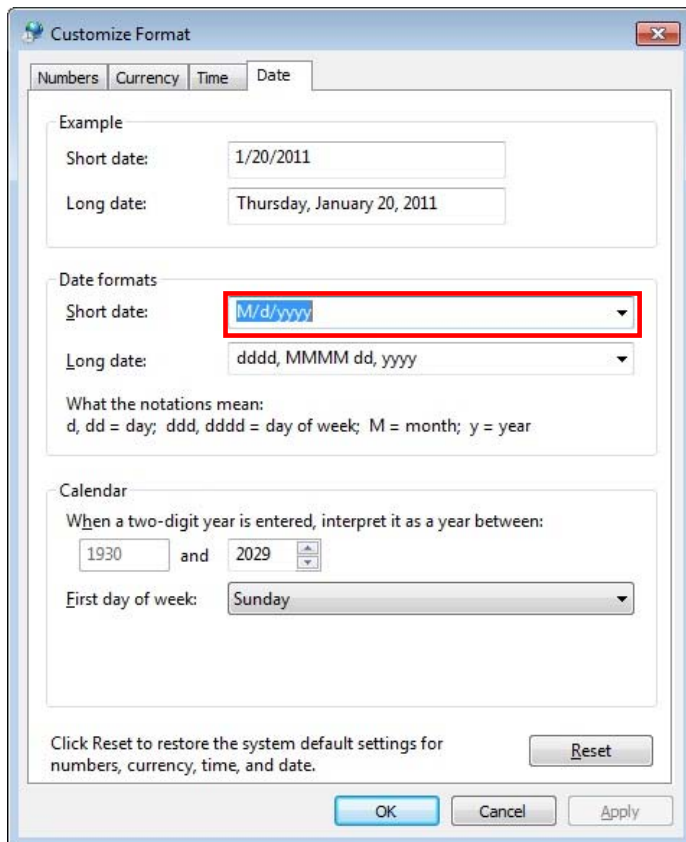 Customize Format
Numbers Currency Time Date
Example
Short date: 1/20/2011
Long date: Thursday, January 20, 2011
Date formats
Short date: M/d/yyyy
Long date: dddd, MMMM dd, yyyy
What the notations mean:
d, dd = day; ddd, dddd = day of week; M = month; y = year
Calendar
When a two-digit year is entered, interpret it as a year between:
1930 and 2029
First day of week: Sunday
Click Reset to restore the system default settings for
numbers, currency, time, and date.
Reset
OK Cancel Apply